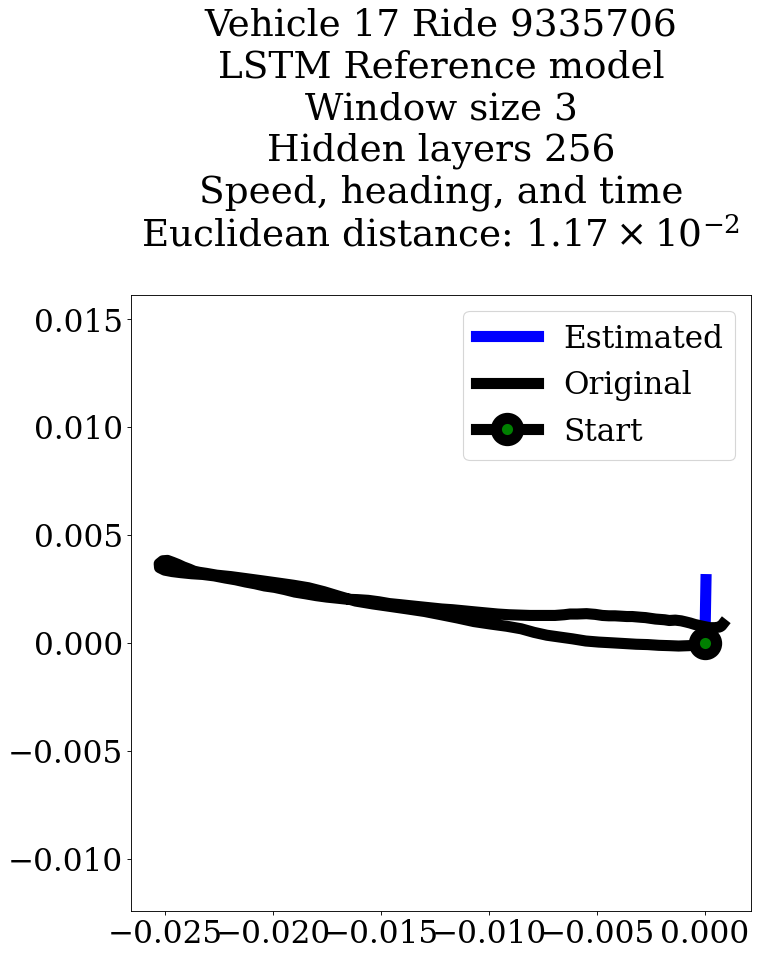 Vehicle 17 Ride 9335706
LSTM Reference model
Window size 3
Hidden layers 256
Speed, heading, and time
Euclidean distance: 1.17 × 10⁻²
Estimated
Original
Start
0.015
0.010
0.005
0.000
−0.005
−0.010
−0.025 −0.020 −0.015 −0.010 −0.005 0.000